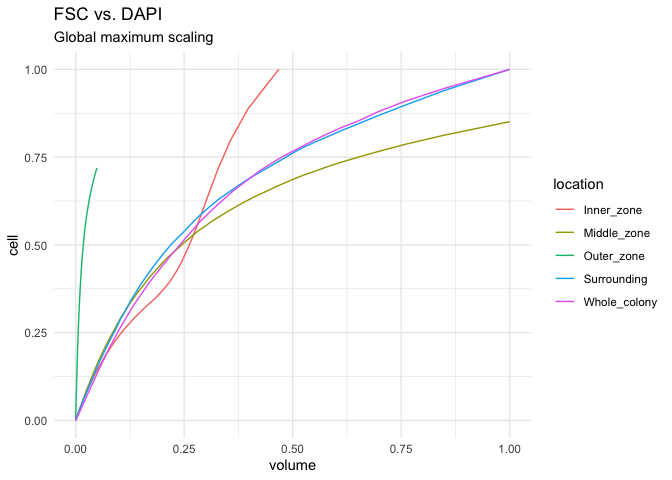 FSC vs. DAPI
Global maximum scaling
1.00
0.75
0.50
0.25
0.00
cell
0.00 0.25 0.50 0.75 1.00
volume
location
Inner_zone
Middle_zone
Outer_zone
Surrounding
Whole_colony